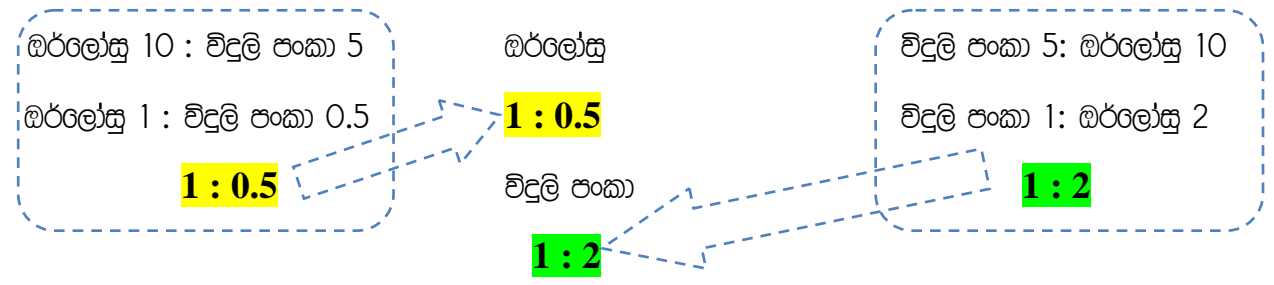 ඔර්ලෝසු 10 : විදුලි පංකා 5
ඔර්ලෝසු 1 : විදුලි පංකා 0.5
1 : 0.5
ඔර්ලෝසු
1 : 0.5
විදුලි පංකා
1 : 2
විදුලි පංකා 5: ඔර්ලෝසු 10
විදුලි පංකා 1: ඔර්ලෝසු 2
1 : 2